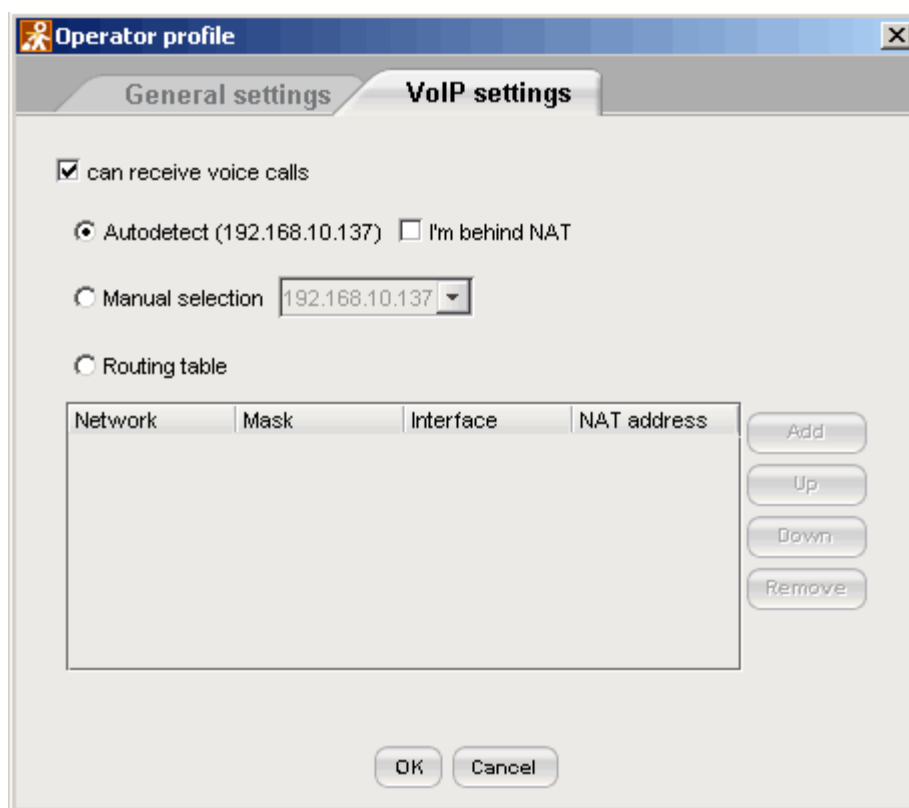 Operator profile
General settings VoIP settings
can receive voice calls
Autodetect (192.168.10.137) I'm behind NAT
Manual selection 192.168.10.137
Routing table
Network Mask Interface NAT address
Add
Up
Down
Remove
OK Cancel